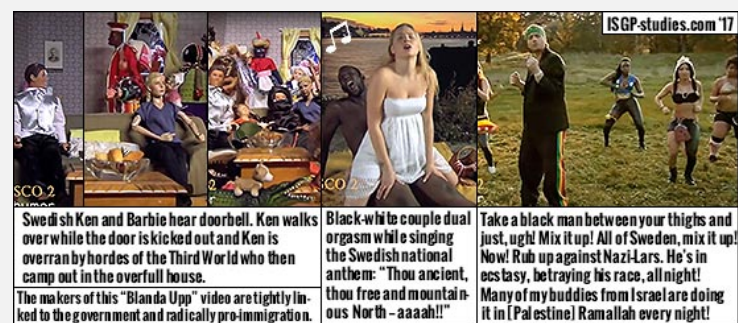 ISGP-studies.com '17
SCO 2
SCO 2
SCO 2
Swedish Ken and Barbie hear doorbell. Ken walks
over while the door is kicked out and Ken is
overran by hordes of the Third World who then
camp out in the overfull house.
The makers of this "Blanda Upp" video are tightly lin-
ked to the government and radically pro-immigration.
Black-white couple dual
orgasm while singing
the Swedish national
anthem: "Thou ancient,
thou free and mountain-
ous North – aaaah!!"
Take a black man between your thighs and
just, ugh! Mix it up! All of Sweden, mix it up!
Now! Rub up against Nazi-Lars. He's in
ecstasy, betraying his race, all night!
Many of my buddies from Israel are doing
it in [Palestine] Ramallah every night!